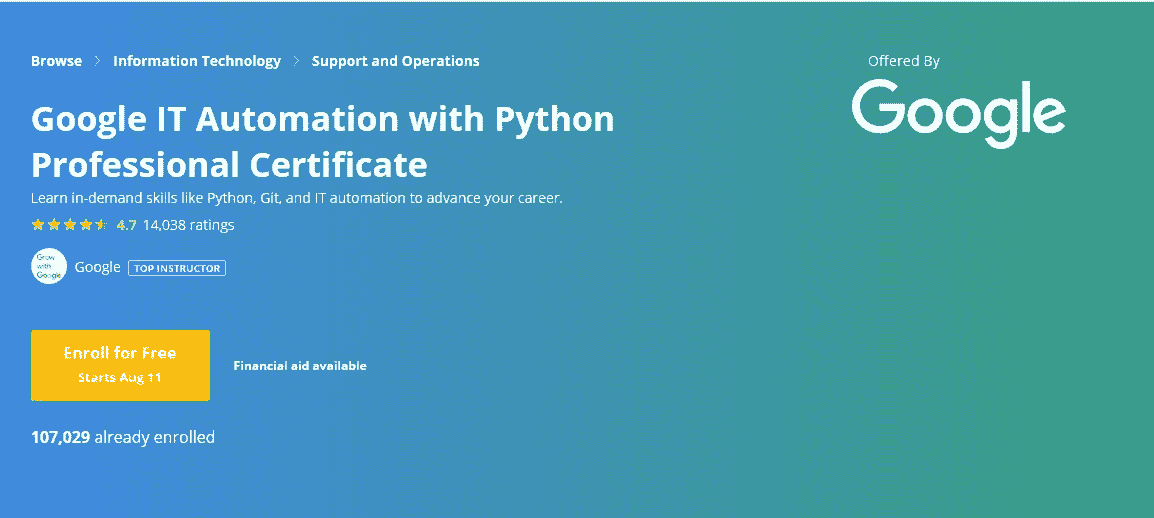 Browse > Information Technology > Support and Operations
Offered By
Google
Google IT Automation with Python
Professional Certificate
Learn in-demand skills like Python, Git, and IT automation to advance your career.
4.7 14,038 ratings
Grow
with
Google
Google TOP INSTRUCTOR
Enroll for Free
Starts Aug 11
Financial aid available
107,029 already enrolled